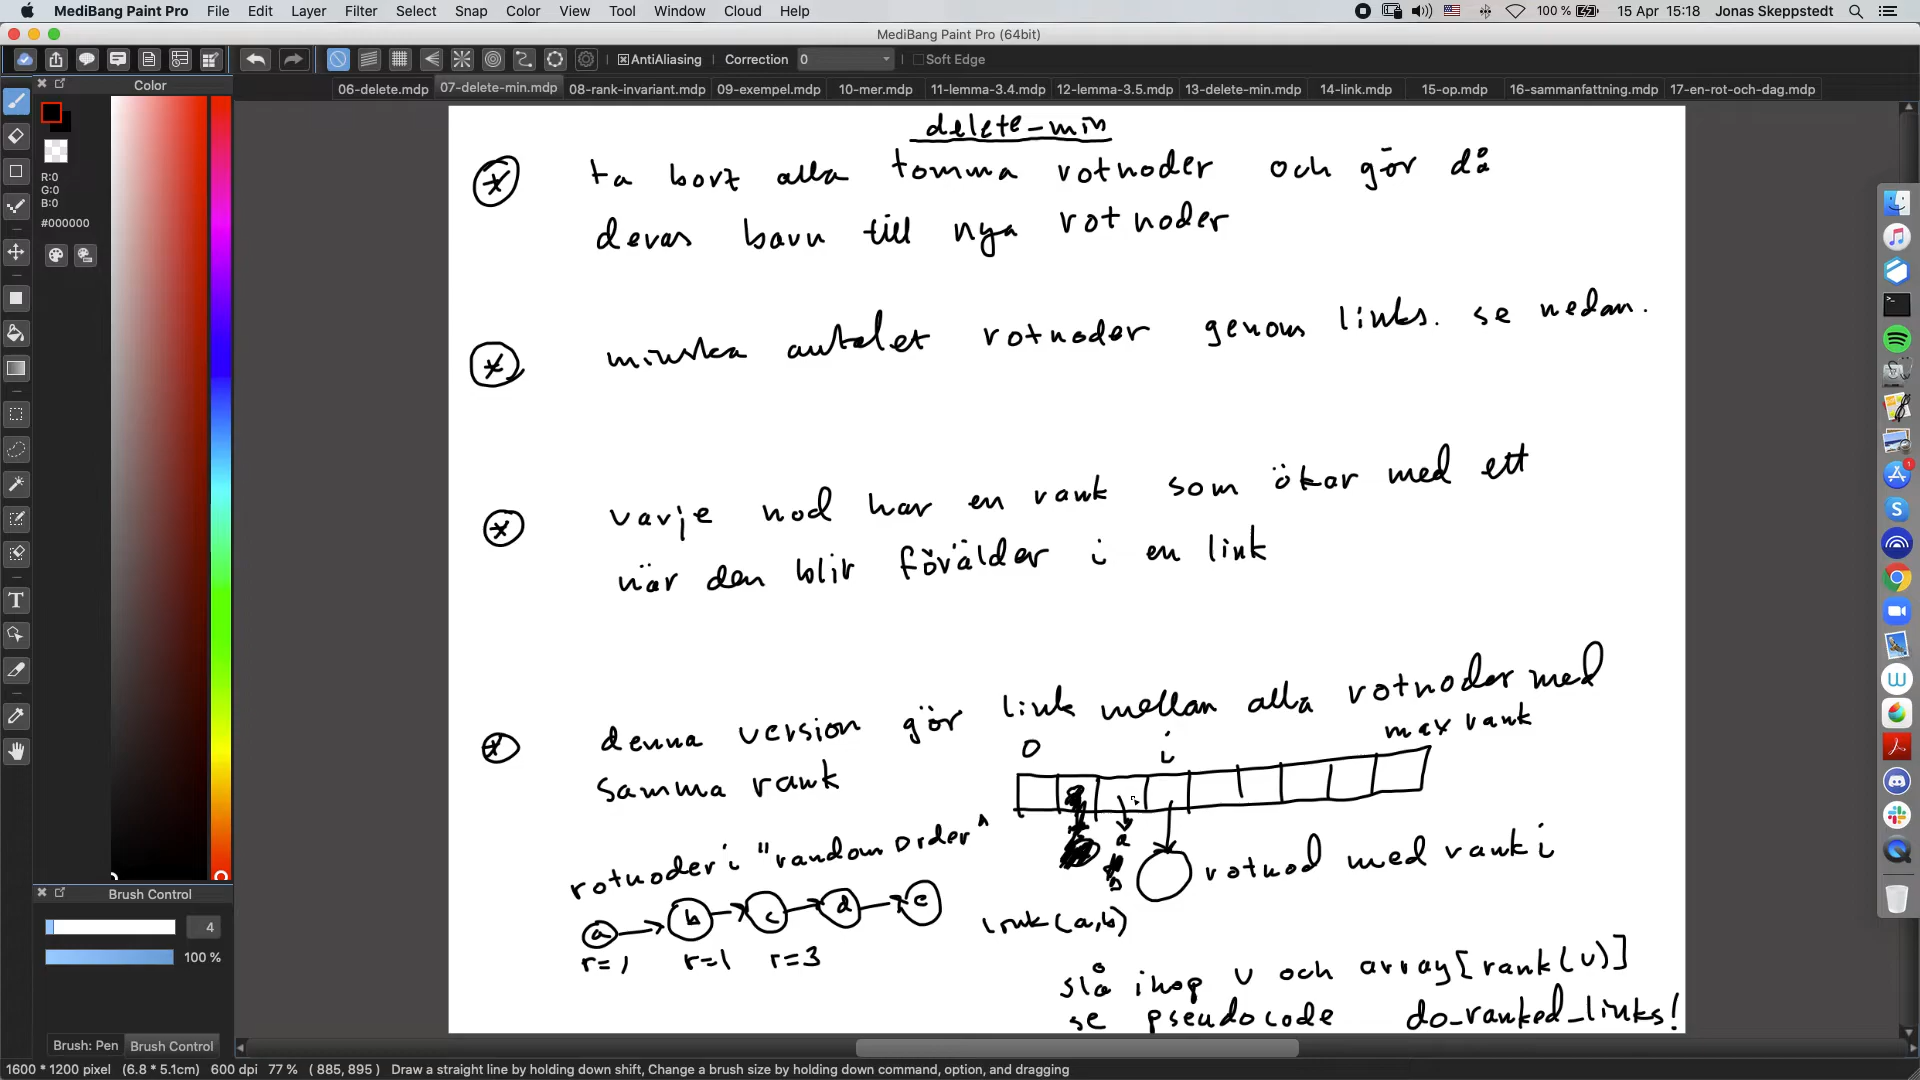 MediBang Paint Pro File Edit Layer Filter Select Snap Color View Tool Window Cloud Help 100 % 15 Apr 15:18 Jonas Skeppstedt
MediBang Paint Pro (64bit)
AntiAliasing Correction 0 Soft Edge
06-delete.mdp 07-delete-min.mdp 08-rank-invariant.mdp 09-exempel.mdp 10-mer.mdp 11-lemma-3.4.mdp 12-lemma-3.5.mdp 13-delete-min.mdp 14-link.mdp 15-op.mdp 16-sammanfattning.mdp 17-en-rot-och-dag.mdp
Color
R:0
G:0
B:0
#000000
T
delete-min
ta bort alla tomma rotnoder och gör då
deras barn till nya rotnoder
minska antalet rotnoder genom links. se nedan.
varje nod har en rank som ökar med ett
när den blir förälder i en link
denna version gör link mellan alla rotnoder med
samma rank
0 i max rank
rotnoder i "random order"
a
rotnod med rank i
a b c d e
r=1 r=1 r=3
link(a,b)
slå ihop v och array[rank(v)]
se pseudocode do_ranked_links!
Brush Control
4
100 %
Brush: Pen Brush Control
1600 * 1200 pixel (6.8 * 5.1cm) 600 dpi 77 % ( 885, 895 ) Draw a straight line by holding down shift, Change a brush size by holding down command, option, and dragging